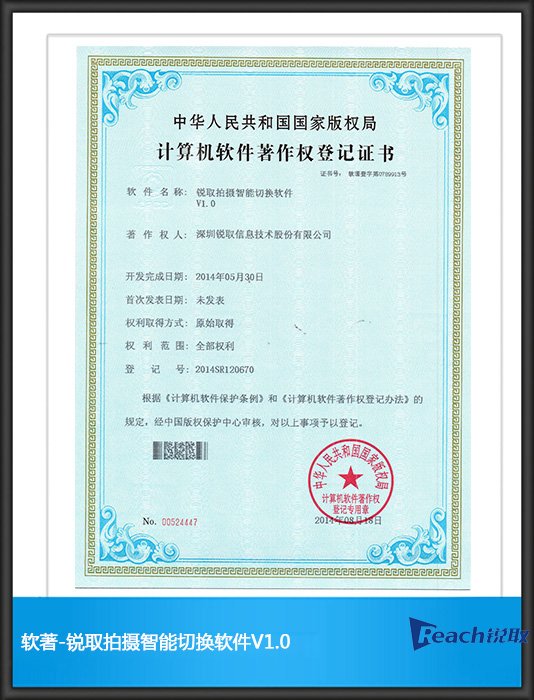 中华人民共和国国家版权局
计算机软件著作权登记证书
证书号: 软著登字第0789913号
软件名称: 锐取拍摄智能切换软件
V1.0
著作权人: 深圳锐取信息技术股份有限公司
开发完成日期: 2014年05月30日
首次发表日期: 未发表
权利取得方式: 原始取得
权利范围: 全部权利
登记号: 2014SR120670
根据《计算机软件保护条例》和《计算机软件著作权登记办法》的
规定, 经中国版权保护中心审核, 对以上事项予以登记。
中华人民共和国国家版权局
计算机软件著作权
登记专用章
No. 00524447
2014年08月18日
软著-锐取拍摄智能切换软件V1.0
Reach锐取